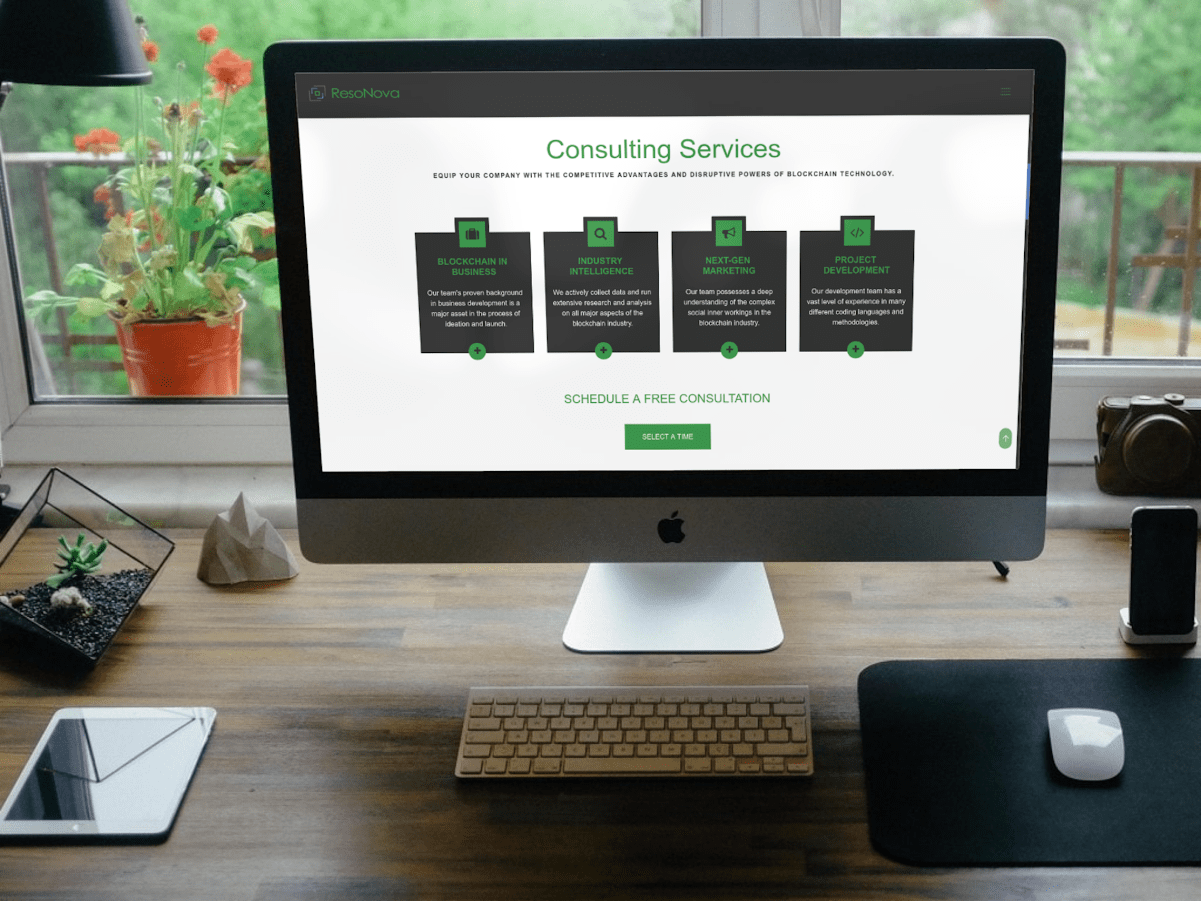 ResoNova
Consulting Services
EQUIP YOUR COMPANY WITH THE COMPETITIVE ADVANTAGES AND DISRUPTIVE POWERS OF BLOCKCHAIN TECHNOLOGY.
BLOCKCHAIN IN
BUSINESS
Our team's proven background
in business development is a
major asset in the process of
ideation and launch.
INDUSTRY
INTELLIGENCE
We actively collect data and run
extensive research and analysis
on all major aspects of the
blockchain industry.
NEXT-GEN
MARKETING
Our team possesses a deep
understanding of the complex
social inner workings in the
blockchain industry.
PROJECT
DEVELOPMENT
Our development team has a
vast level of experience in many
different coding languages and
methodologies.
SCHEDULE A FREE CONSULTATION
SELECT A TIME